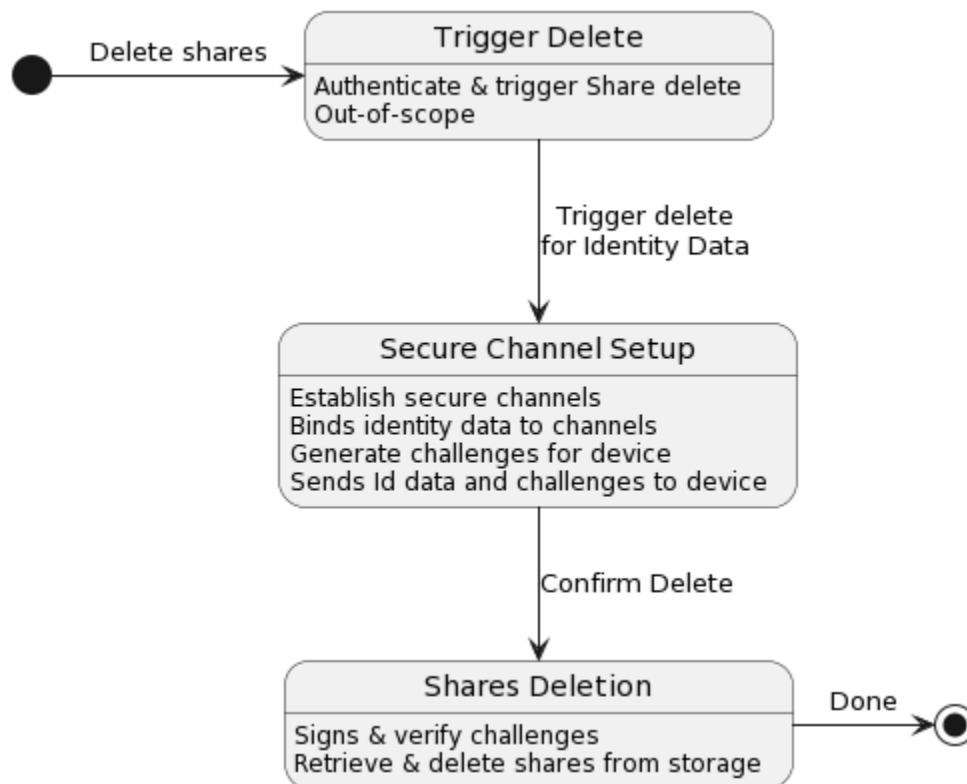 Delete shares
Trigger Delete
Authenticate & trigger Share delete
Out-of-scope
Trigger delete
for Identity Data
Secure Channel Setup
Establish secure channels
Binds identity data to channels
Generate challenges for device
Sends Id data and challenges to device
Confirm Delete
Shares Deletion
Signs & verify challenges
Retrieve & delete shares from storage
Done